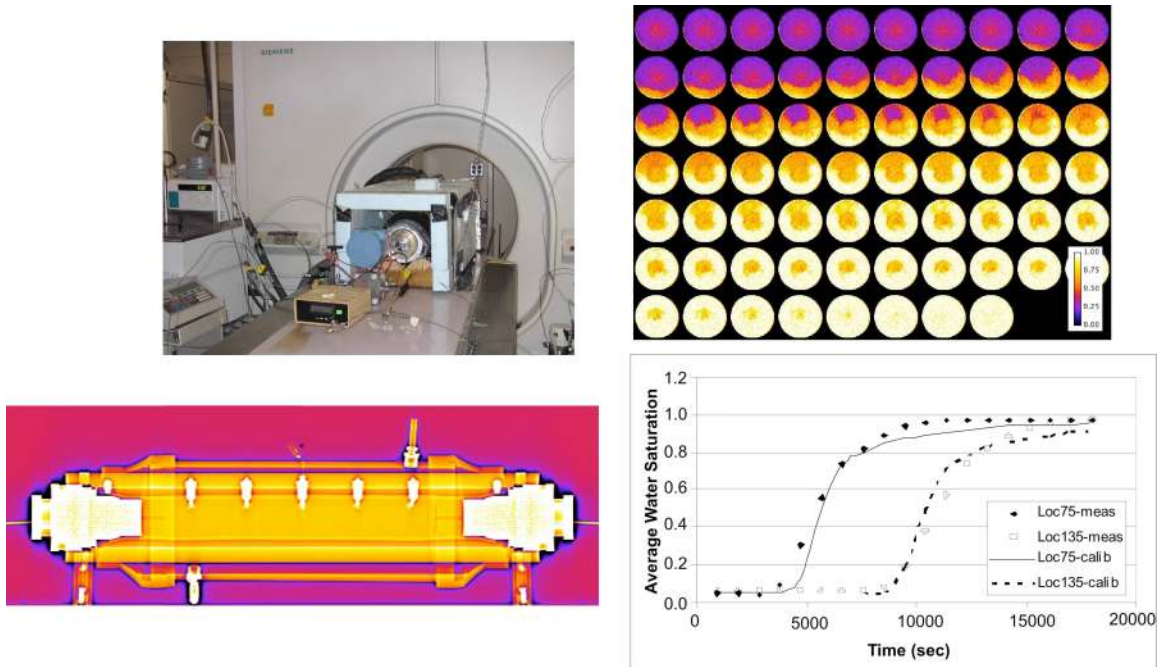 SIEMENS
1.00
0.75
0.50
0.25
0.00
1.2
1.0
0.8
0.6
0.4
0.2
0.0
Average Water Saturation
Loc75-meas
Loc135-meas
Loc75-calib
Loc135-calib
0 5000 10000 15000 20000
Time (sec)